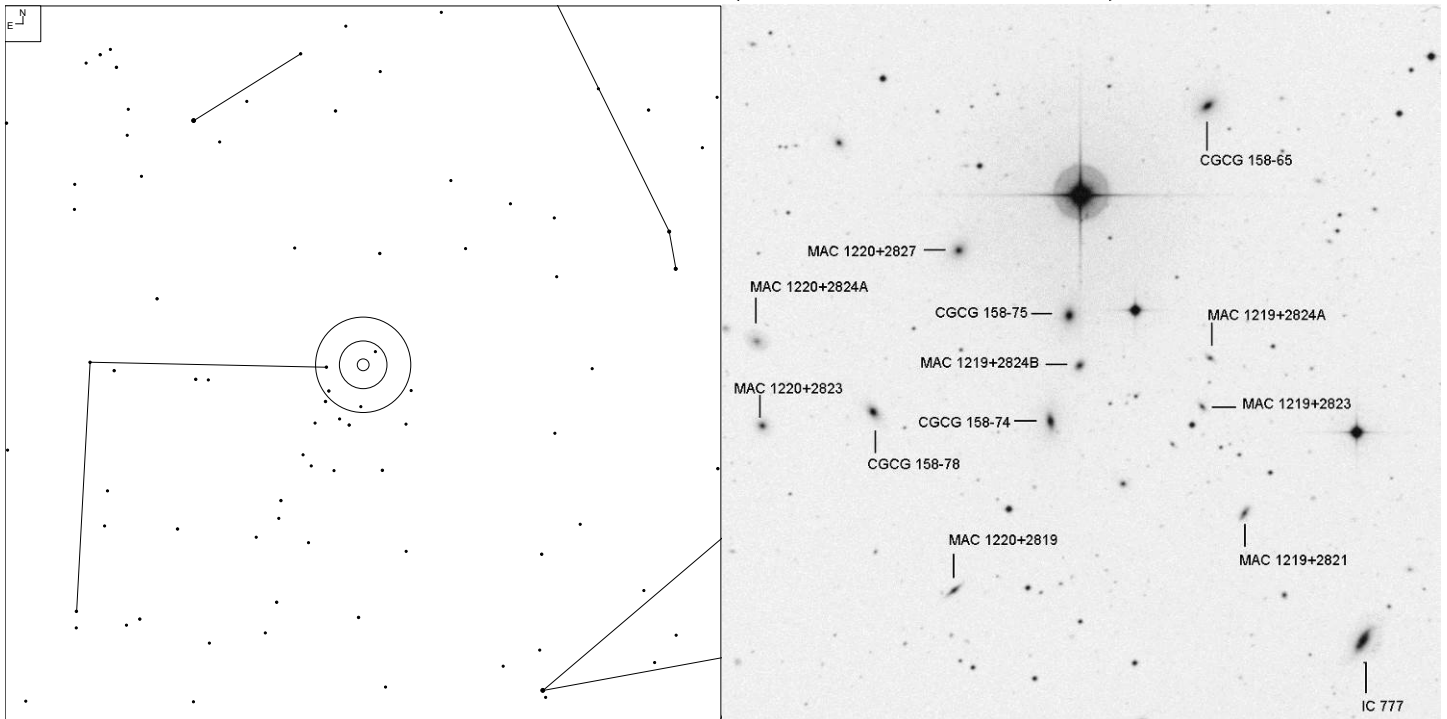 N
E
CGCG 158-65
MAC 1220+2827
MAC 1220+2824A
CGCG 158-75
MAC 1219+2824A
MAC 1219+2824B
MAC 1220+2823
MAC 1219+2823
CGCG 158-74
CGCG 158-78
MAC 1220+2819
MAC 1219+2821
IC 777